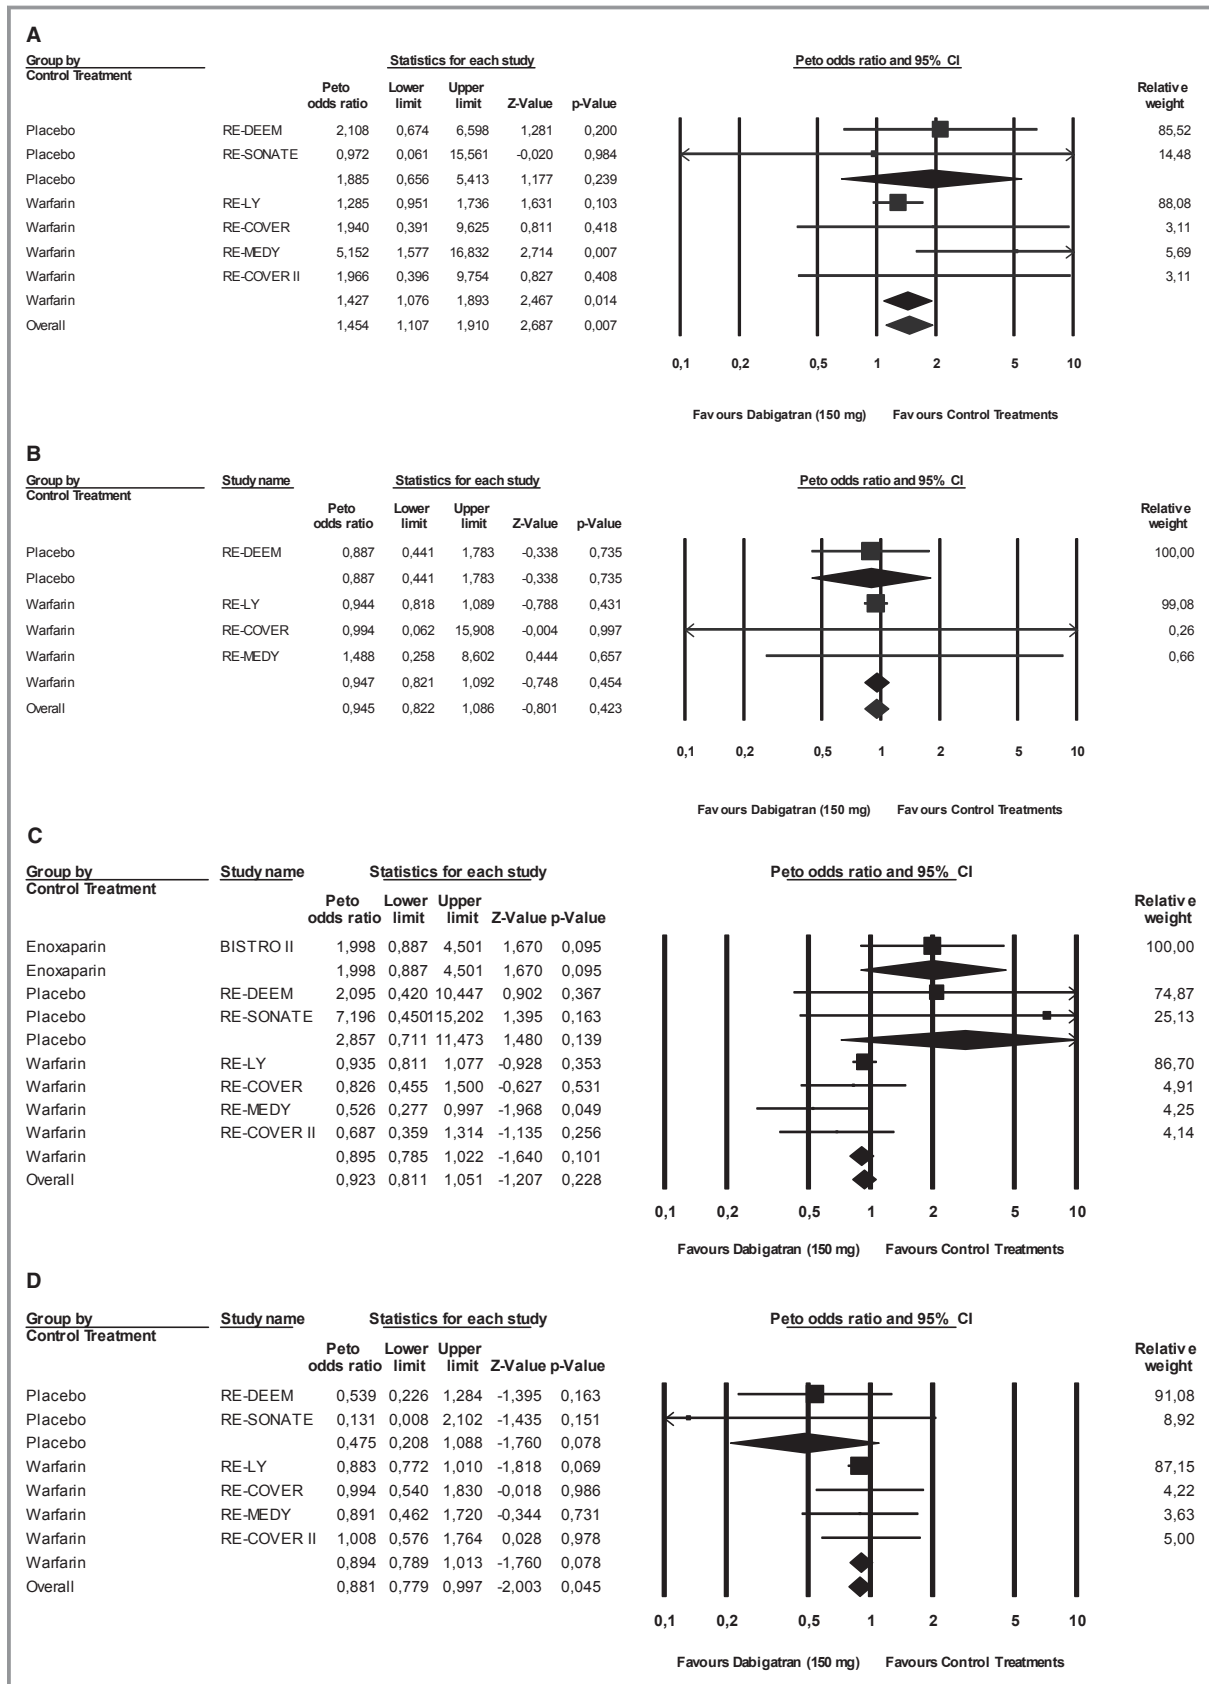 A
Group by Statistics for each study Peto odds ratio and 95% CI
Control Treatment
Peto Lower Upper Relative
odds ratio limit limit Z-Value p-Value weight
Placebo RE-DEEM 2,108 0,674 6,598 1,281 0,200 85,52
Placebo RE-SONATE 0,972 0,061 15,561 -0,020 0,984 14,48
Placebo 1,885 0,656 5,413 1,177 0,239
Warfarin RE-LY 1,285 0,951 1,736 1,631 0,103 88,08
Warfarin RE-COVER 1,940 0,391 9,625 0,811 0,418 3,11
Warfarin RE-MEDY 5,152 1,577 16,832 2,714 0,007 5,69
Warfarin RE-COVER II 1,966 0,396 9,754 0,827 0,408 3,11
Warfarin 1,427 1,076 1,893 2,467 0,014
Overall 1,454 1,107 1,910 2,687 0,007
0,1 0,2 0,5 1 2 5 10
Favours Dabigatran (150 mg) Favours Control Treatments
B
Group by Study name Statistics for each study Peto odds ratio and 95% CI
Control Treatment
Peto Lower Upper Relative
odds ratio limit limit Z-Value p-Value weight
Placebo RE-DEEM 0,887 0,441 1,783 -0,338 0,735 100,00
Placebo 0,887 0,441 1,783 -0,338 0,735
Warfarin RE-LY 0,944 0,818 1,089 -0,788 0,431 99,08
Warfarin RE-COVER 0,994 0,062 15,908 -0,004 0,997 0,26
Warfarin RE-MEDY 1,488 0,258 8,602 0,444 0,657 0,66
Warfarin 0,947 0,821 1,092 -0,748 0,454
Overall 0,945 0,822 1,086 -0,801 0,423
0,1 0,2 0,5 1 2 5 10
Favours Dabigatran (150 mg) Favours Control Treatments
C
Group by Study name Statistics for each study Peto odds ratio and 95% CI
Control Treatment
Peto Lower Upper Relative
odds ratio limit limit Z-Value p-Value weight
Enoxaparin BISTRO II 1,998 0,887 4,501 1,670 0,095 100,00
Enoxaparin 1,998 0,887 4,501 1,670 0,095
Placebo RE-DEEM 2,095 0,420 10,447 0,902 0,367 74,87
Placebo RE-SONATE 7,196 0,450115,202 1,395 0,163 25,13
Placebo 2,857 0,711 11,473 1,480 0,139
Warfarin RE-LY 0,935 0,811 1,077 -0,928 0,353 86,70
Warfarin RE-COVER 0,826 0,455 1,500 -0,627 0,531 4,91
Warfarin RE-MEDY 0,526 0,277 0,997 -1,968 0,049 4,25
Warfarin RE-COVER II 0,687 0,359 1,314 -1,135 0,256 4,14
Warfarin 0,895 0,785 1,022 -1,640 0,101
Overall 0,923 0,811 1,051 -1,207 0,228
0,1 0,2 0,5 1 2 5 10
Favours Dabigatran (150 mg) Favours Control Treatments
D
Group by Study name Statistics for each study Peto odds ratio and 95% CI
Control Treatment
Peto Lower Upper Relative
odds ratio limit limit Z-Value p-Value weight
Placebo RE-DEEM 0,539 0,226 1,284 -1,395 0,163 91,08
Placebo RE-SONATE 0,131 0,008 2,102 -1,435 0,151 8,92
Placebo 0,475 0,208 1,088 -1,760 0,078
Warfarin RE-LY 0,883 0,772 1,010 -1,818 0,069 87,15
Warfarin RE-COVER 0,994 0,540 1,830 -0,018 0,986 4,22
Warfarin RE-MEDY 0,891 0,462 1,720 -0,344 0,731 3,63
Warfarin RE-COVER II 1,008 0,576 1,764 0,028 0,978 5,00
Warfarin 0,894 0,789 1,013 -1,760 0,078
Overall 0,881 0,779 0,997 -2,003 0,045
0,1 0,2 0,5 1 2 5 10
Favours Dabigatran (150 mg) Favours Control Treatments